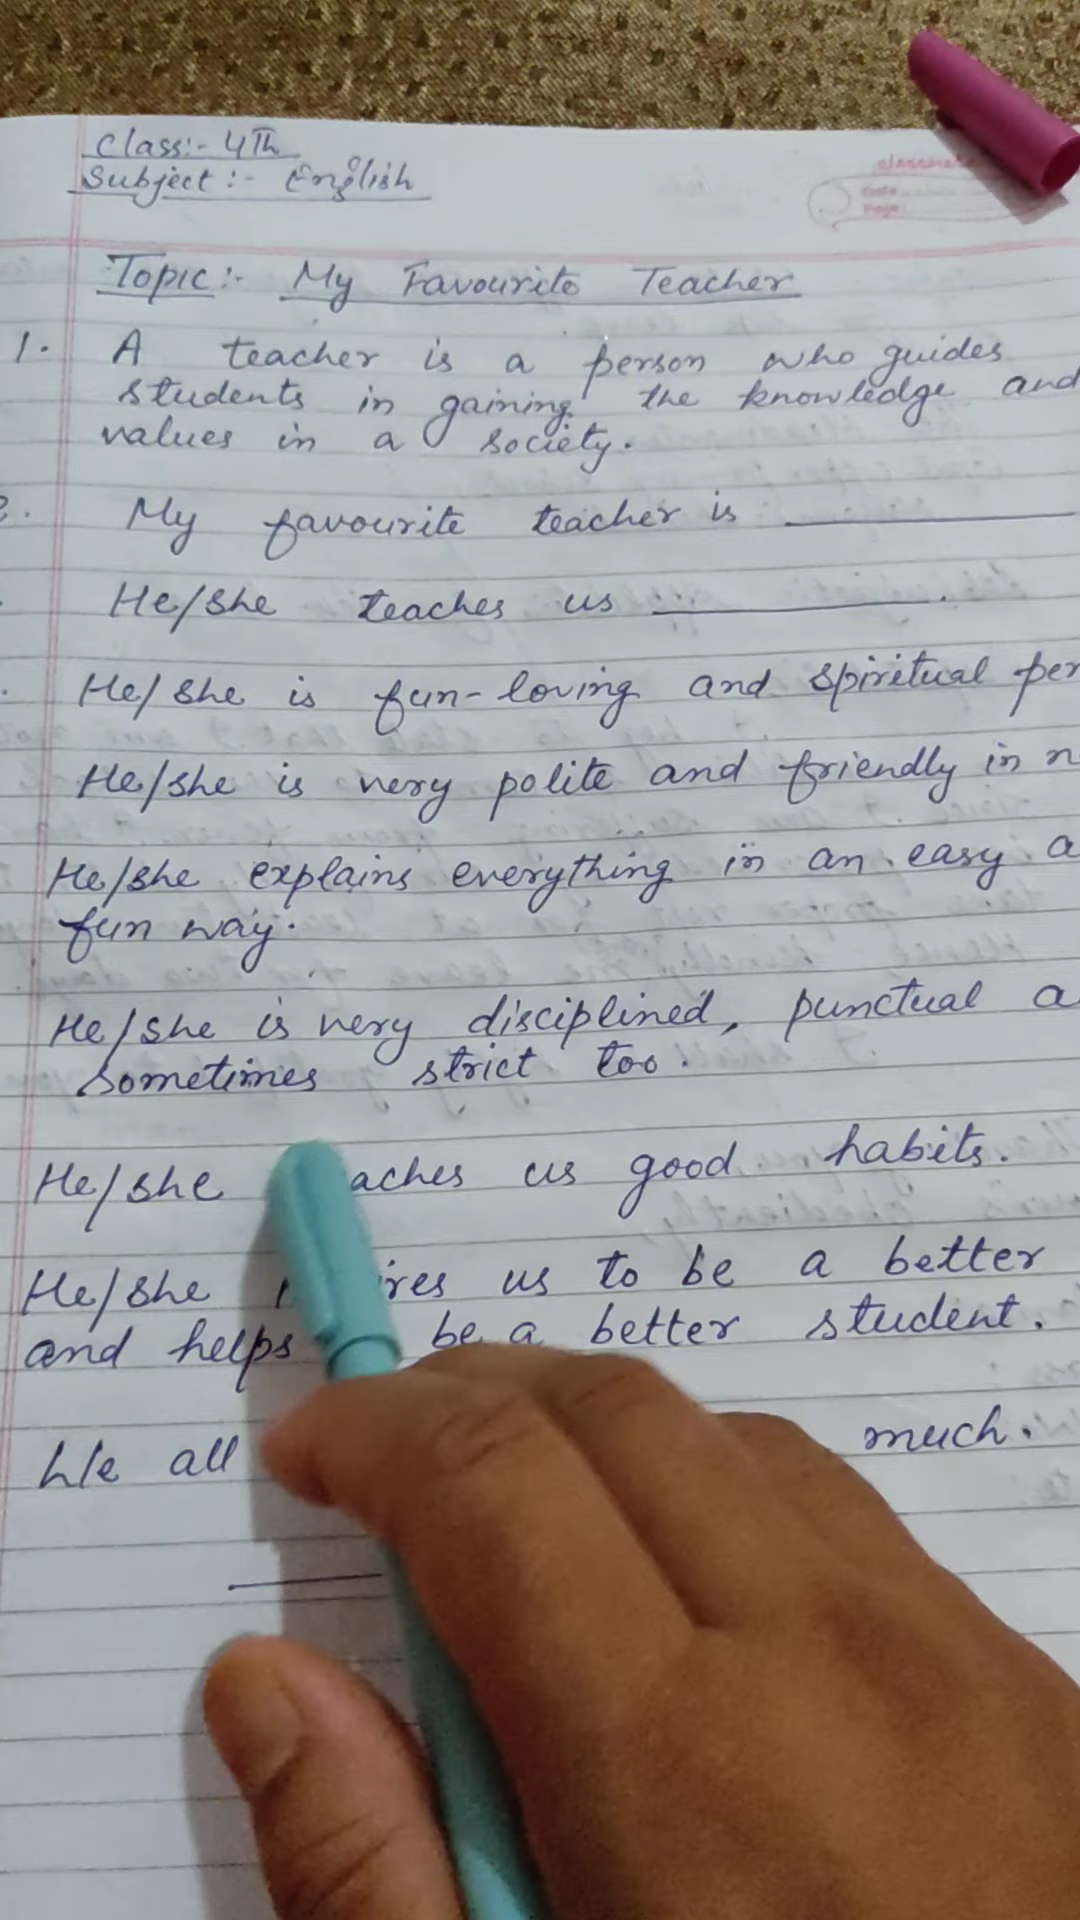 Class:- 4Th
Subject:- English
classmate
Date
Page
Topic:- My Favourite Teacher
1. A teacher is a person who guides
students in gaining the knowledge and
values in a society.
My favourite teacher is
He/she teaches us .
He/she is fun-loving and spiritual per
He/she is very polite and friendly in n
He/she explains everything in an easy a
fun way.
He/she is very disciplined, punctual a
sometimes strict too.
He/she aches us good habits.
He/she ires us to be a better
and helps be a better student.
We all much.